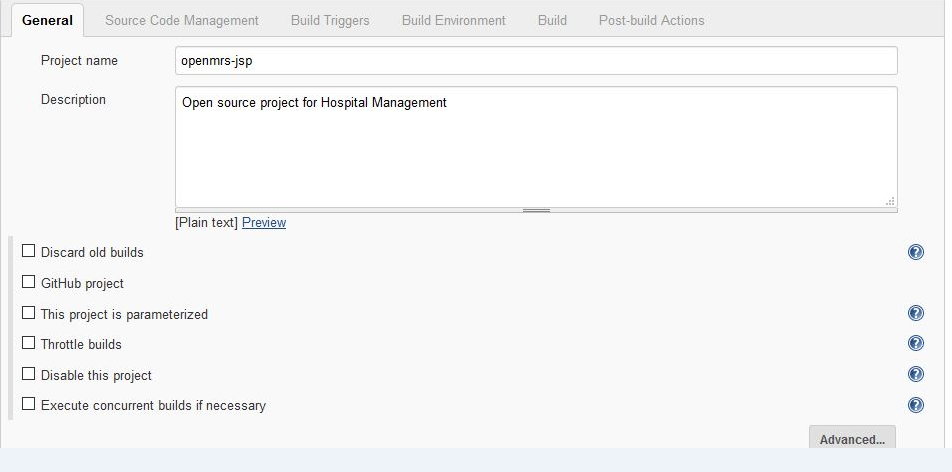 General Source Code Management Build Triggers Build Environment Build Post-build Actions
Project name openmrs-jsp
Description Open source project for Hospital Management
[Plain text] Preview
Discard old builds
GitHub project
This project is parameterized
Throttle builds
Disable this project
Execute concurrent builds if necessary
Advanced...